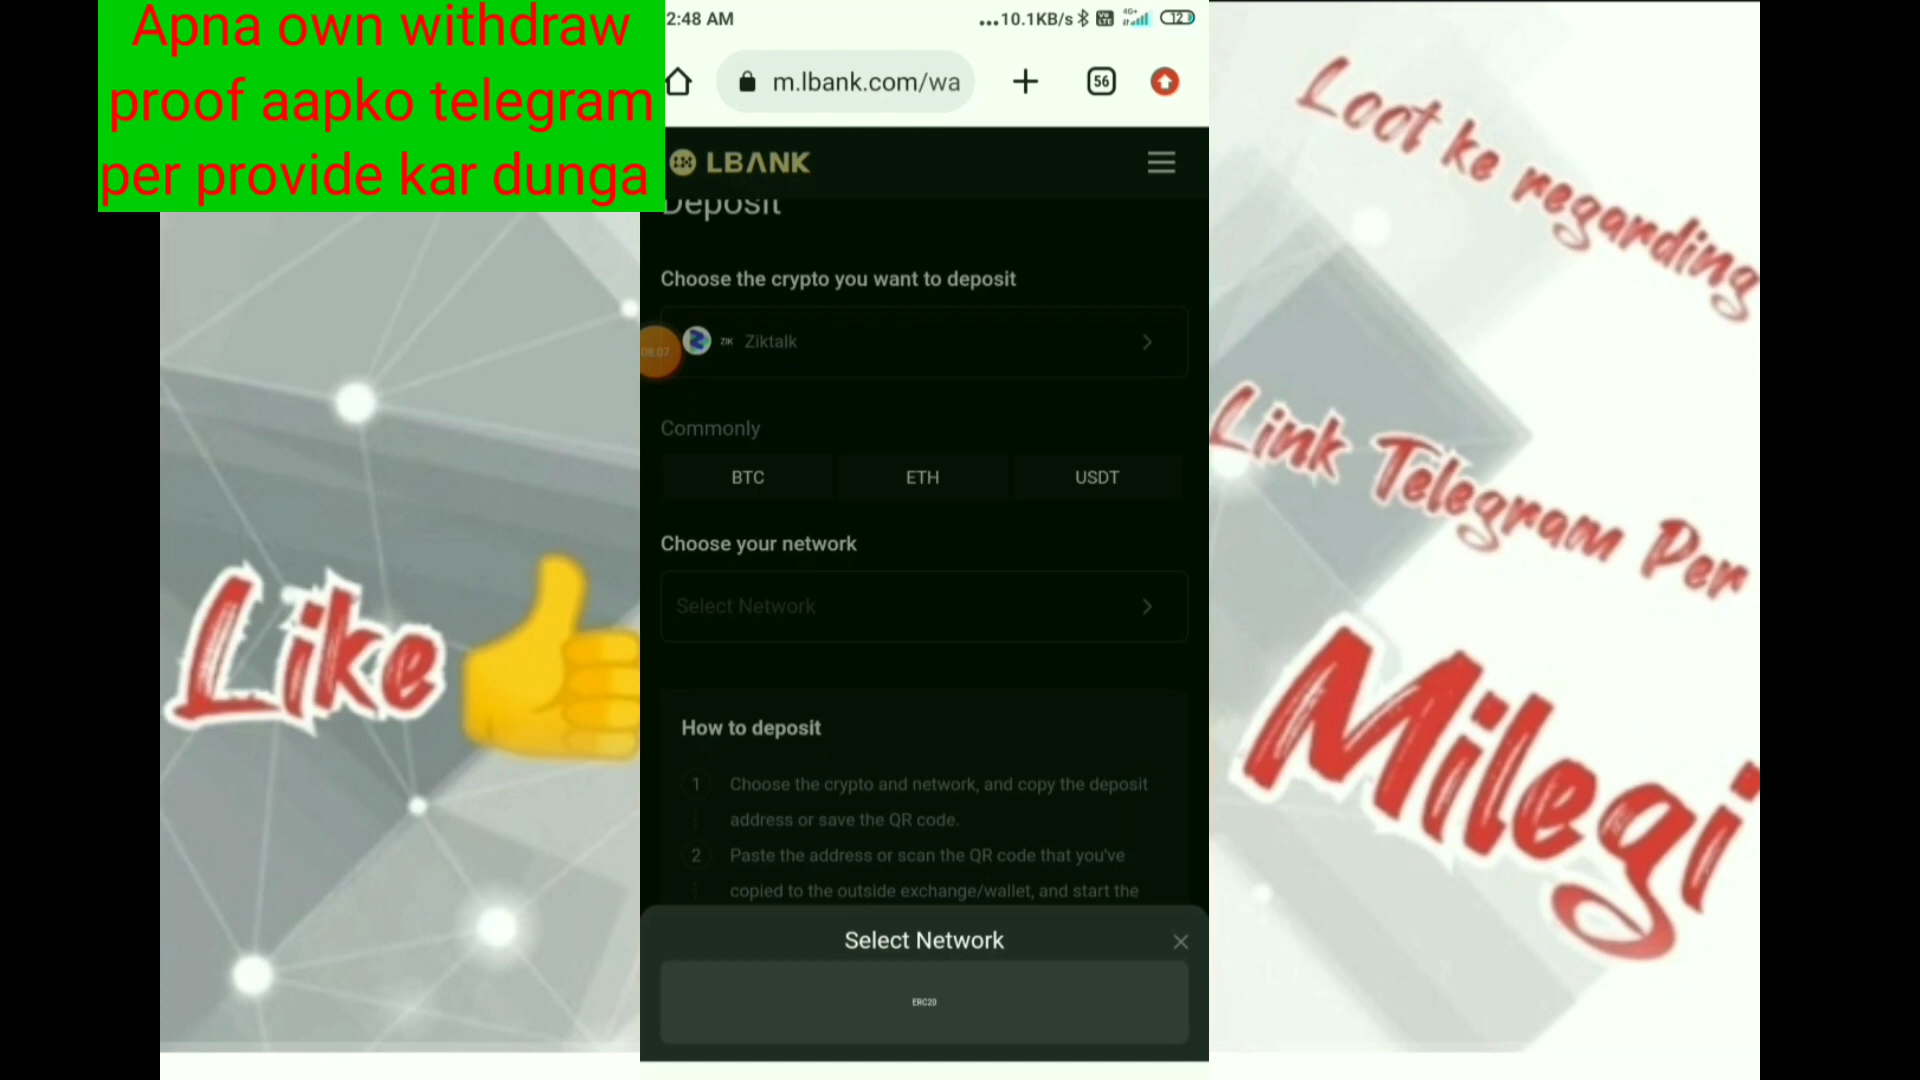 Apna own withdraw
proof aapko telegram
per provide kar dunga
2:48 AM
...10.1KB/s
4G+
12
m.lbank.com/wa
56
LBANK
Deposit
Choose the crypto you want to deposit
08:07
ZIK Ziktalk
Commonly
BTC ETH USDT
Choose your network
Select Network
How to deposit
1 Choose the crypto and network, and copy the deposit
address or save the QR code.
2 Paste the address or scan the QR code that you've
copied to the outside exchange/wallet, and start the
Select Network
ERC20
Like
Loot ke regarding
Link Telegram Per
Milegi